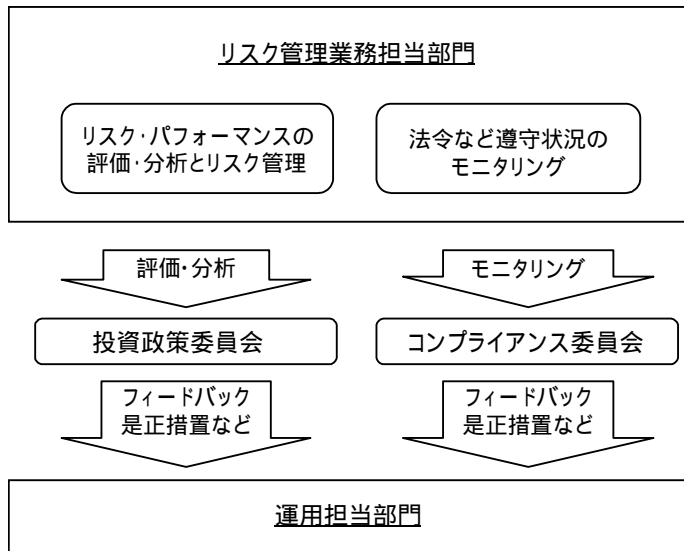 リスク管理業務担当部門
リスク・パフォーマンスの
評価・分析とリスク管理
法令など遵守状況の
モニタリング
評価・分析
モニタリング
投資政策委員会
コンプライアンス委員会
フィードバック
是正措置など
フィードバック
是正措置など
運用担当部門